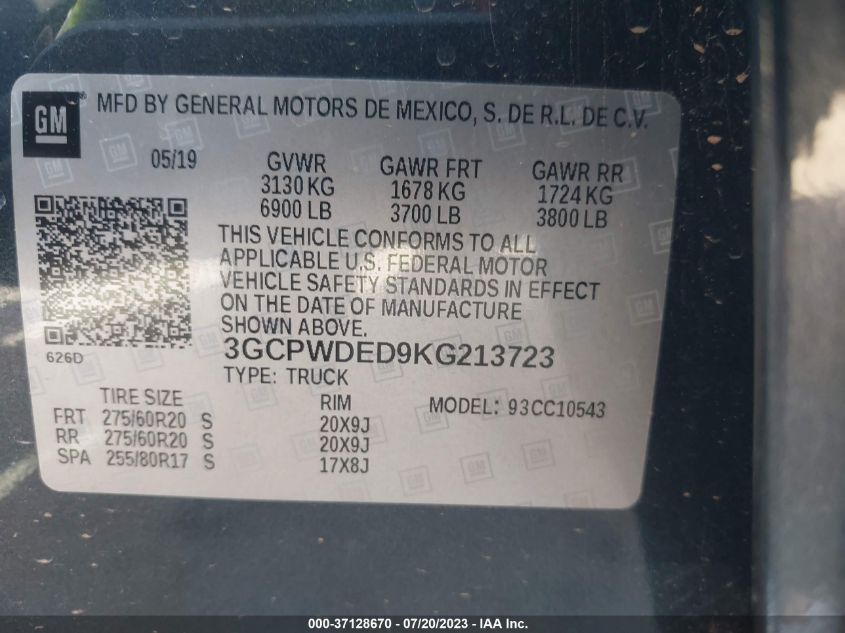 GM ® MFD BY GENERAL MOTORS DE MEXICO, S. DE R.L. DE C.V.
05/19 GVWR GAWR FRT GAWR RR
3130 KG 1678 KG 1724 KG
6900 LB 3700 LB 3800 LB
THIS VEHICLE CONFORMS TO ALL
APPLICABLE U.S. FEDERAL MOTOR
VEHICLE SAFETY STANDARDS IN EFFECT
ON THE DATE OF MANUFACTURE
SHOWN ABOVE.
626D 3GCPWDED9KG213723
TYPE: TRUCK
TIRE SIZE RIM MODEL: 93CC10543
FRT 275/60R20 S 20X9J
RR 275/60R20 S 20X9J
SPA 255/80R17 S 17X8J
000-37128670 / 07/20/2023 / Copyright IAA, Inc.